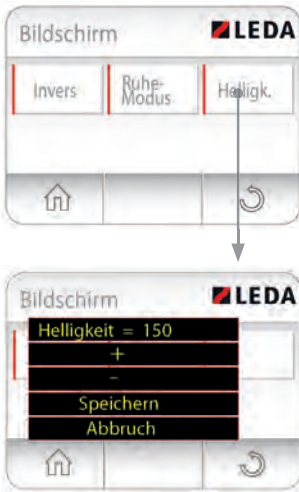 Bildschirm LEDA
Invers
Ruhe-
Modus
Helligk.
Bildschirm LEDA
Helligkeit = 150
+
-
Speichern
Abbruch